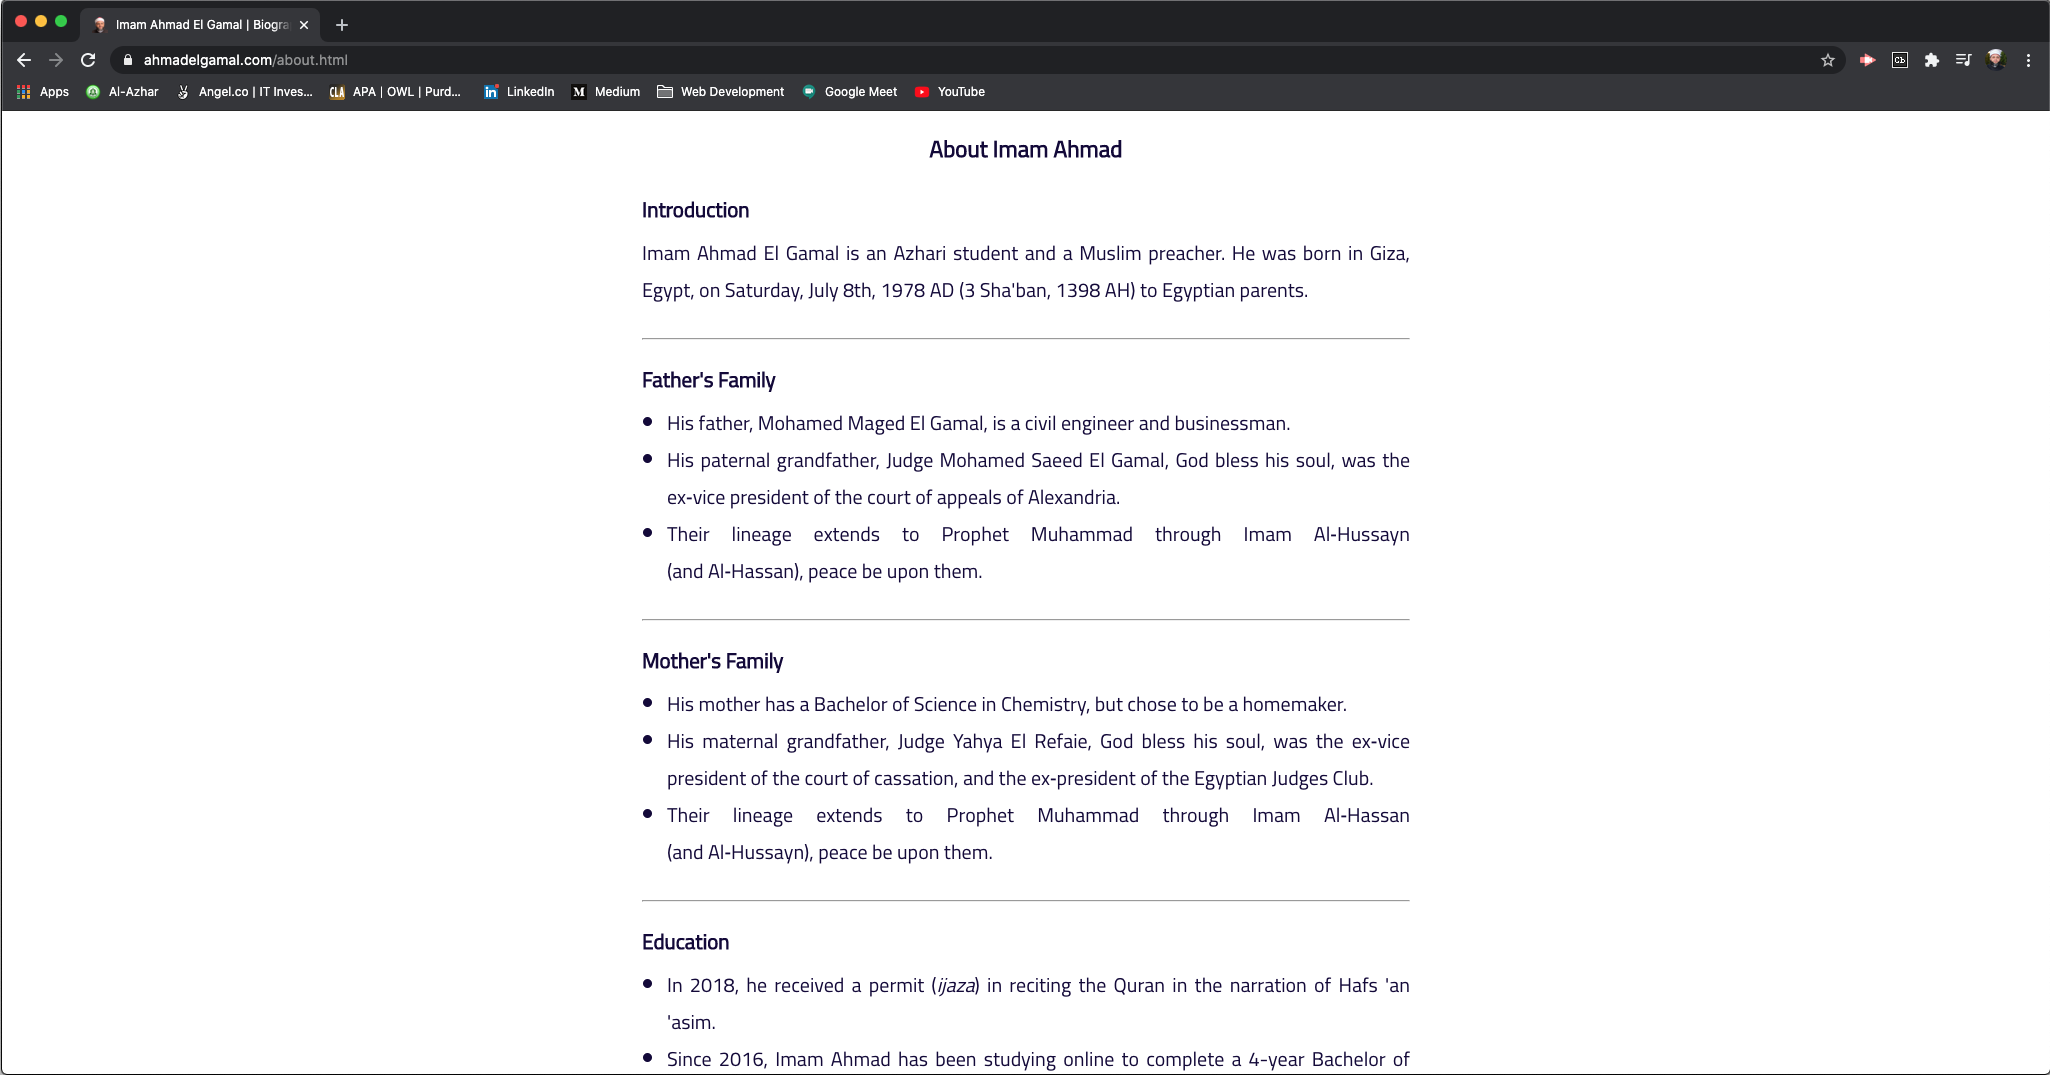 Imam Ahmad El Gamal | Biogra
ahmadelgamal.com/about.html
Apps Al-Azhar Angel.co | IT Inves... CLA APA | OWL | Purd... in LinkedIn M Medium Web Development Google Meet YouTube
About Imam Ahmad
Introduction
Imam Ahmad El Gamal is an Azhari student and a Muslim preacher. He was born in Giza,
Egypt, on Saturday, July 8th, 1978 AD (3 Sha'ban, 1398 AH) to Egyptian parents.
Father's Family
His father, Mohamed Maged El Gamal, is a civil engineer and businessman.
His paternal grandfather, Judge Mohamed Saeed El Gamal, God bless his soul, was the
ex-vice president of the court of appeals of Alexandria.
Their lineage extends to Prophet Muhammad through Imam Al-Hussayn
(and Al-Hassan), peace be upon them.
Mother's Family
His mother has a Bachelor of Science in Chemistry, but chose to be a homemaker.
His maternal grandfather, Judge Yahya El Refaie, God bless his soul, was the ex-vice
president of the court of cassation, and the ex-president of the Egyptian Judges Club.
Their lineage extends to Prophet Muhammad through Imam Al-Hassan
(and Al-Hussayn), peace be upon them.
Education
In 2018, he received a permit (ijaza) in reciting the Quran in the narration of Hafs 'an
'asim.
Since 2016, Imam Ahmad has been studying online to complete a 4-year Bachelor of